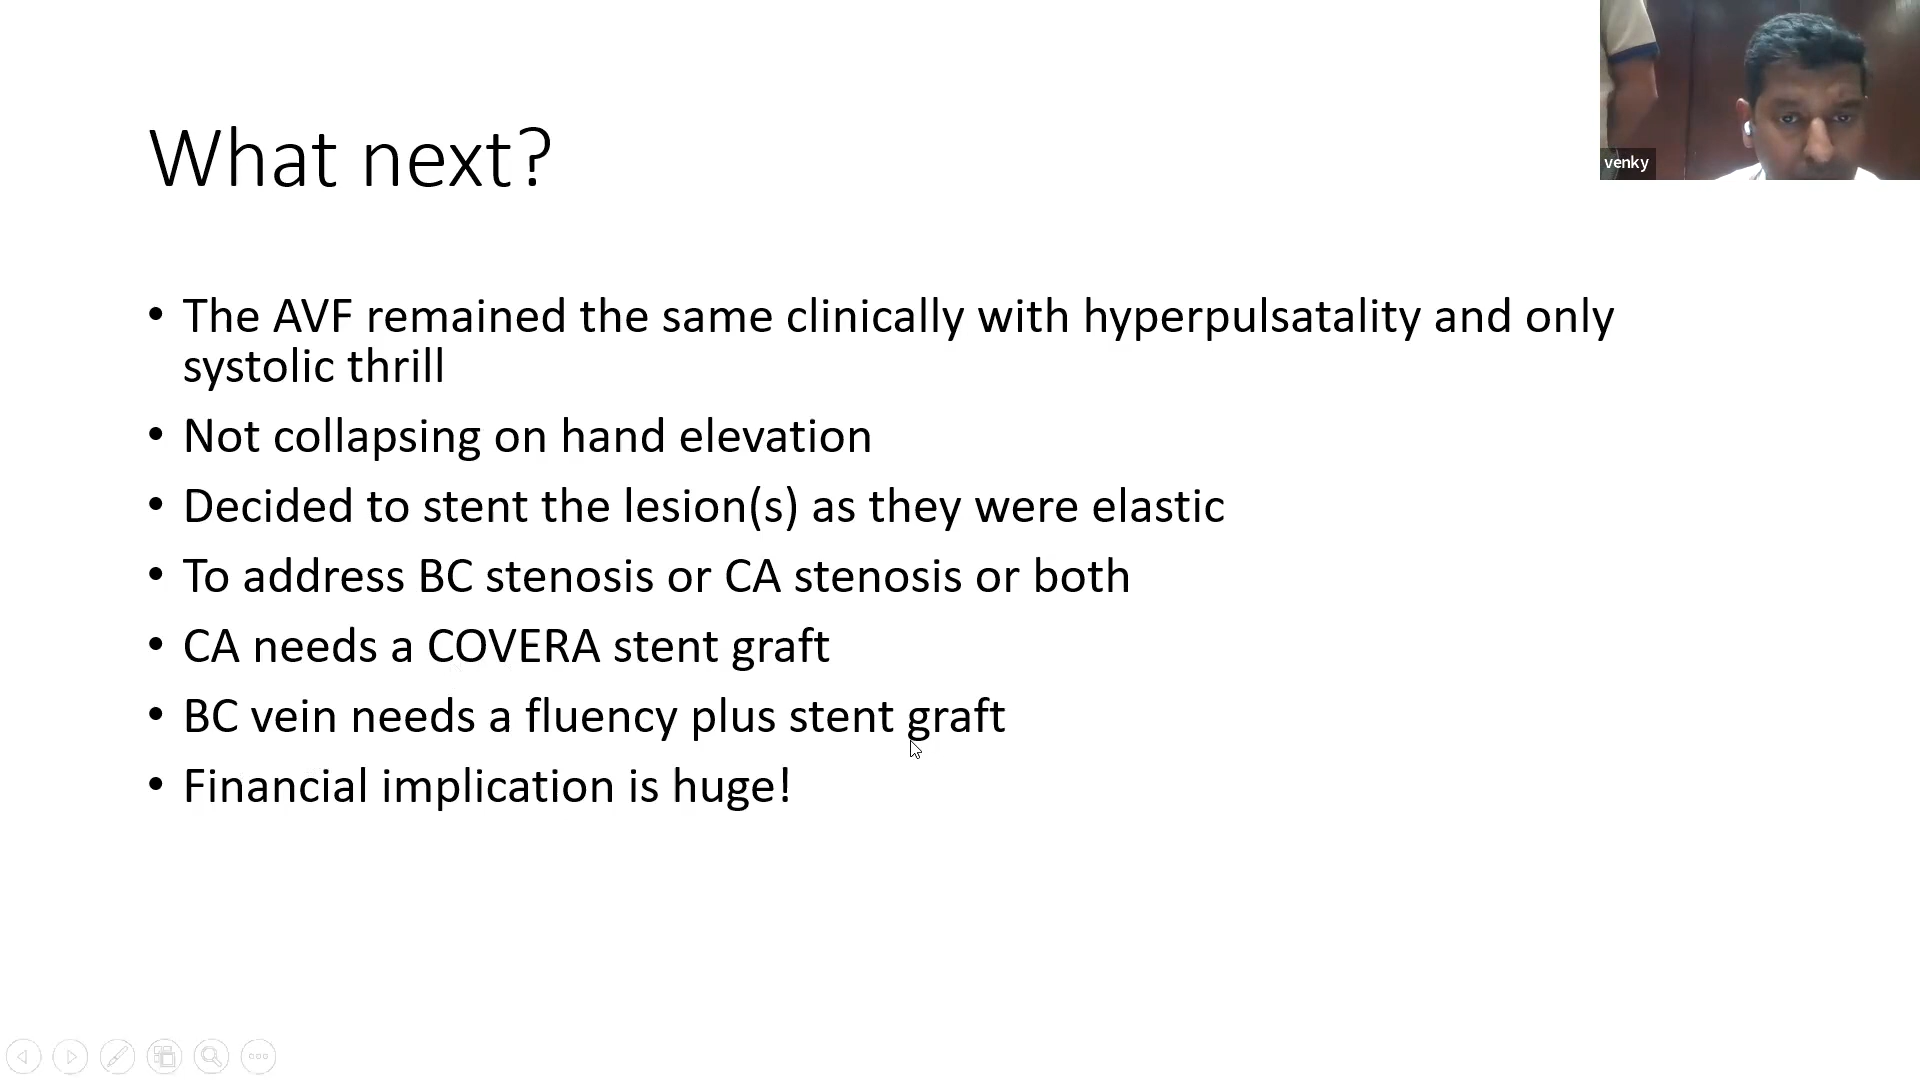 What next?
venky
• The AVF remained the same clinically with hyperpulsatality and only
systolic thrill
• Not collapsing on hand elevation
• Decided to stent the lesion(s) as they were elastic
• To address BC stenosis or CA stenosis or both
• CA needs a COVERA stent graft
• BC vein needs a fluency plus stent graft
• Financial implication is huge!